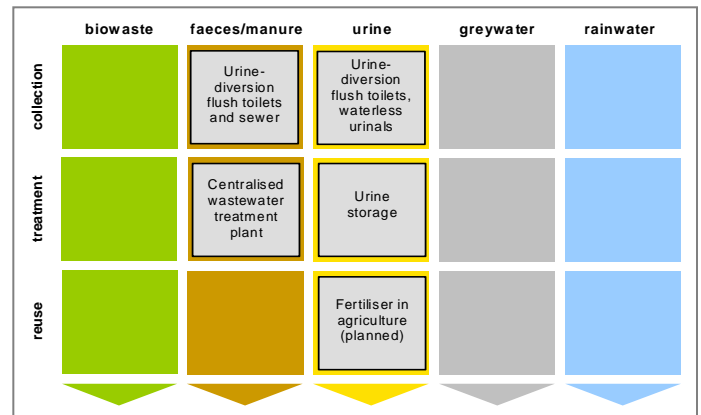 biowaste faeces/manure urine greywater rainwater
collection
Urine-
diversion
flush toilets
and sewer
Urine-
diversion
flush toilets,
waterless
urinals
treatment
Centralised
wastewater
treatment
plant
Urine
storage
reuse
Fertiliser in
agriculture
(planned)